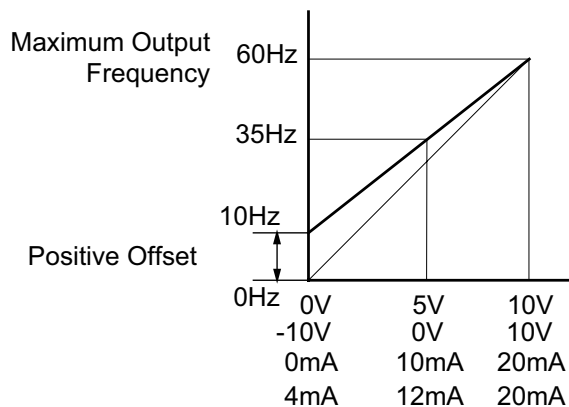 Maximum Output
Frequency
60Hz
35Hz
10Hz
Positive Offset
0Hz
0V 5V 10V
-10V 0V 10V
0mA 10mA 20mA
4mA 12mA 20mA